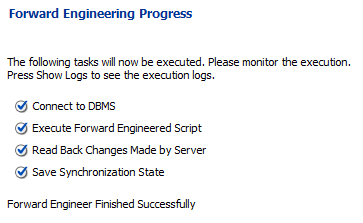 Forward Engineering Progress
The following tasks will now be executed. Please monitor the execution.
Press Show Logs to see the execution logs.
Connect to DBMS
Execute Forward Engineered Script
Read Back Changes Made by Server
Save Synchronization State
Forward Engineer Finished Successfully